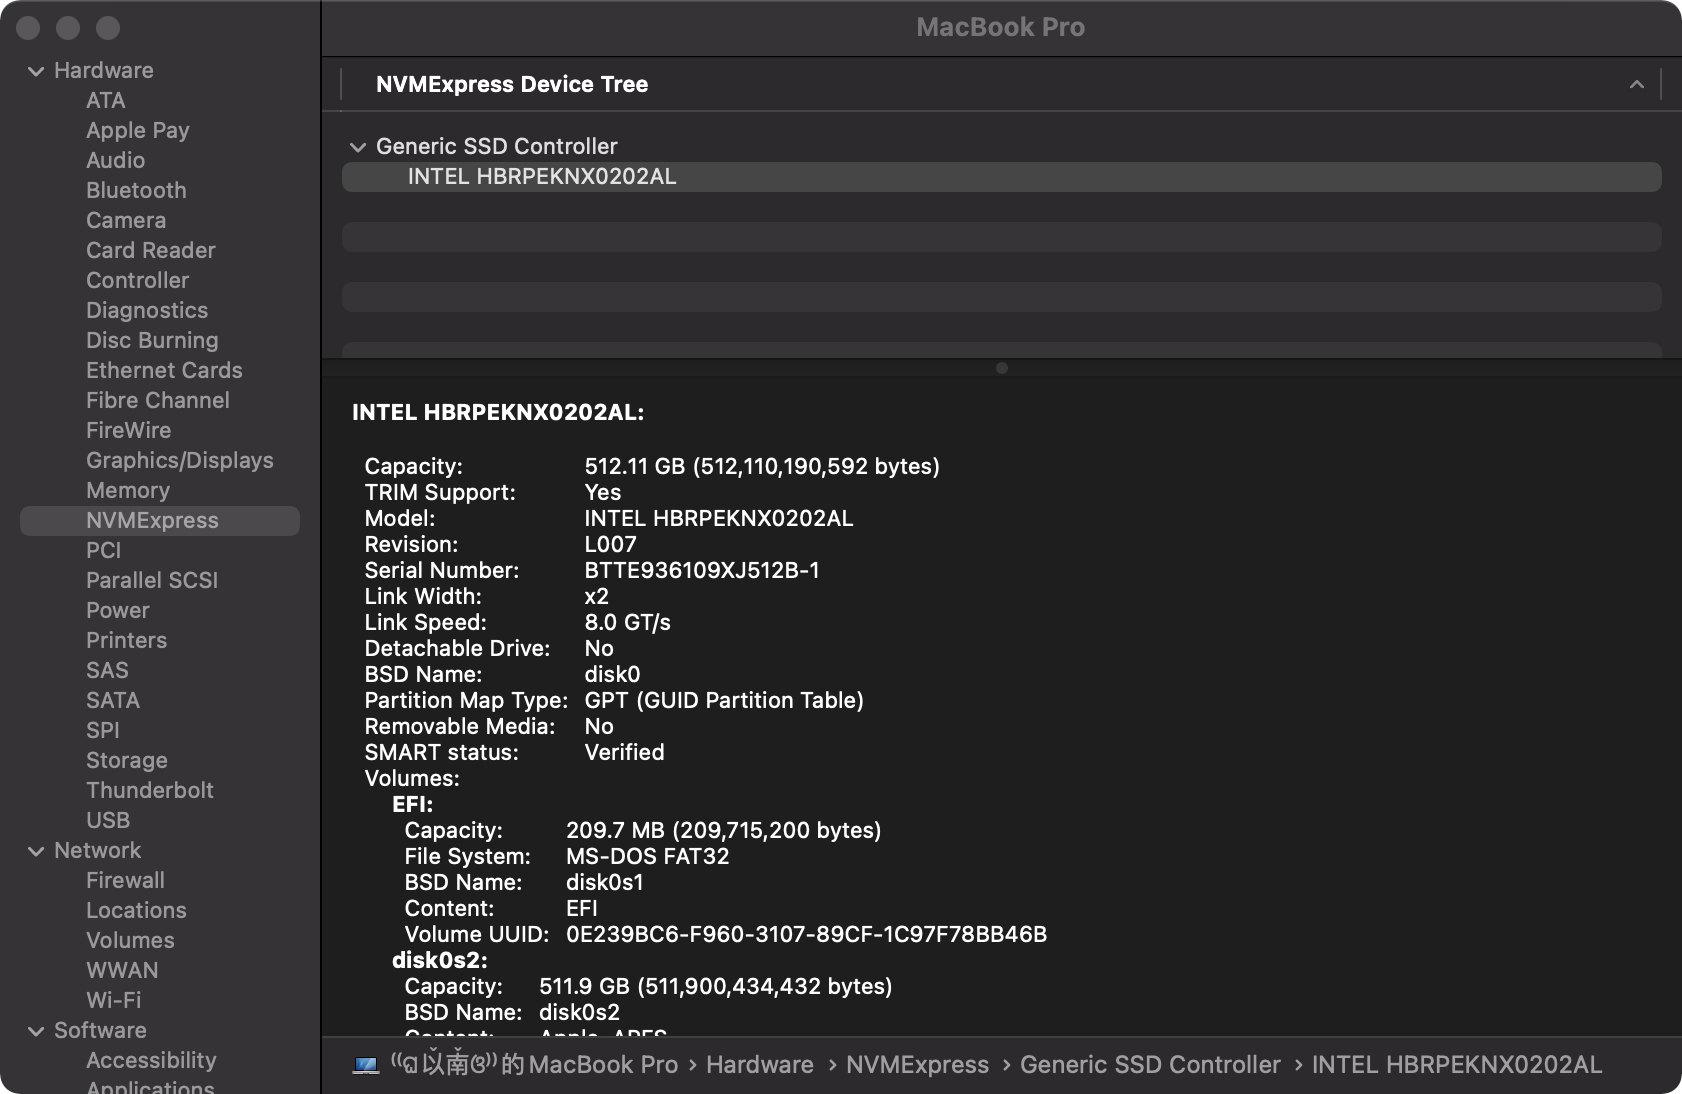 MacBook Pro
Hardware
ATA
Apple Pay
Audio
Bluetooth
Camera
Card Reader
Controller
Diagnostics
Disc Burning
Ethernet Cards
Fibre Channel
FireWire
Graphics/Displays
Memory
NVMExpress
PCI
Parallel SCSI
Power
Printers
SAS
SATA
SPI
Storage
Thunderbolt
USB
Network
Firewall
Locations
Volumes
WWAN
Wi-Fi
Software
Accessibility
Applications
NVMExpress Device Tree
Generic SSD Controller
INTEL HBRPEKNX0202AL
INTEL HBRPEKNX0202AL:
Capacity: 512.11 GB (512,110,190,592 bytes)
TRIM Support: Yes
Model: INTEL HBRPEKNX0202AL
Revision: L007
Serial Number: BTTE936109XJ512B-1
Link Width: x2
Link Speed: 8.0 GT/s
Detachable Drive: No
BSD Name: disk0
Partition Map Type: GPT (GUID Partition Table)
Removable Media: No
SMART status: Verified
Volumes:
EFI:
Capacity: 209.7 MB (209,715,200 bytes)
File System: MS-DOS FAT32
BSD Name: disk0s1
Content: EFI
Volume UUID: 0E239BC6-F960-3107-89CF-1C97F78BB46B
disk0s2:
Capacity: 511.9 GB (511,900,434,432 bytes)
BSD Name: disk0s2
Content: Apple_APFS
以南 的 MacBook Pro › Hardware › NVMExpress › Generic SSD Controller › INTEL HBRPEKNX0202AL